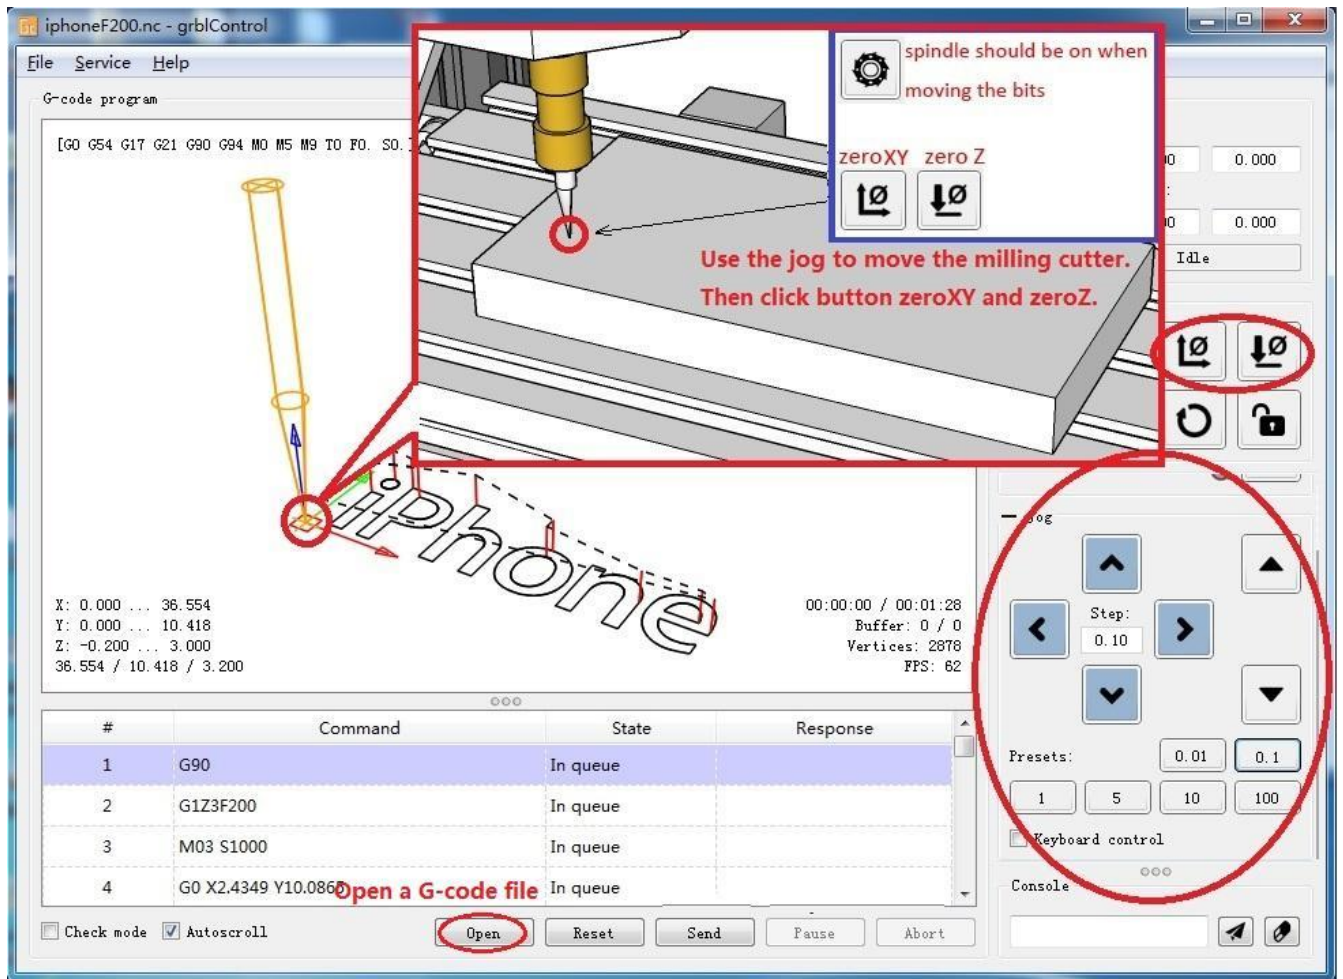 iphoneF200.nc - grblControl
File Service Help
G-code program
[G0 G54 G17 G21 G90 G94 M0 M5 M9 T0 F0. S0.
spindle should be on when
moving the bits
zeroXY zero Z
Use the jog to move the milling cutter.
Then click button zeroXY and zeroZ.
0.000
0.000
Idle
iPhone
X: 0.000 ... 36.554
Y: 0.000 ... 10.418
Z: -0.200 ... 3.000
36.554 / 10.418 / 3.200
00:00:00 / 00:01:28
Buffer: 0 / 0
Vertices: 2878
FPS: 62
Jog
Step:
0.10
Presets: 0.01 0.1
1 5 10 100
Keyboard control
# Command State Response
1 G90 In queue
2 G1Z3F200 In queue
3 M03 S1000 In queue
4 G0 X2.4349 Y10.0865 In queue
Open a G-code file
Check mode Autoscroll Open Reset Send Pause Abort
Console